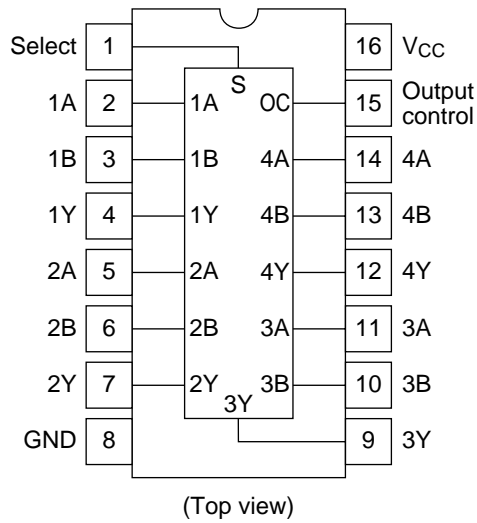 Select 1 16 VCC
S
1A 2 1A OC 15 Output control
1B 3 1B 4A 14 4A
1Y 4 1Y 4B 13 4B
2A 5 2A 4Y 12 4Y
2B 6 2B 3A 11 3A
2Y 7 2Y 3B 10 3B
3Y
GND 8 9 3Y
(Top view)